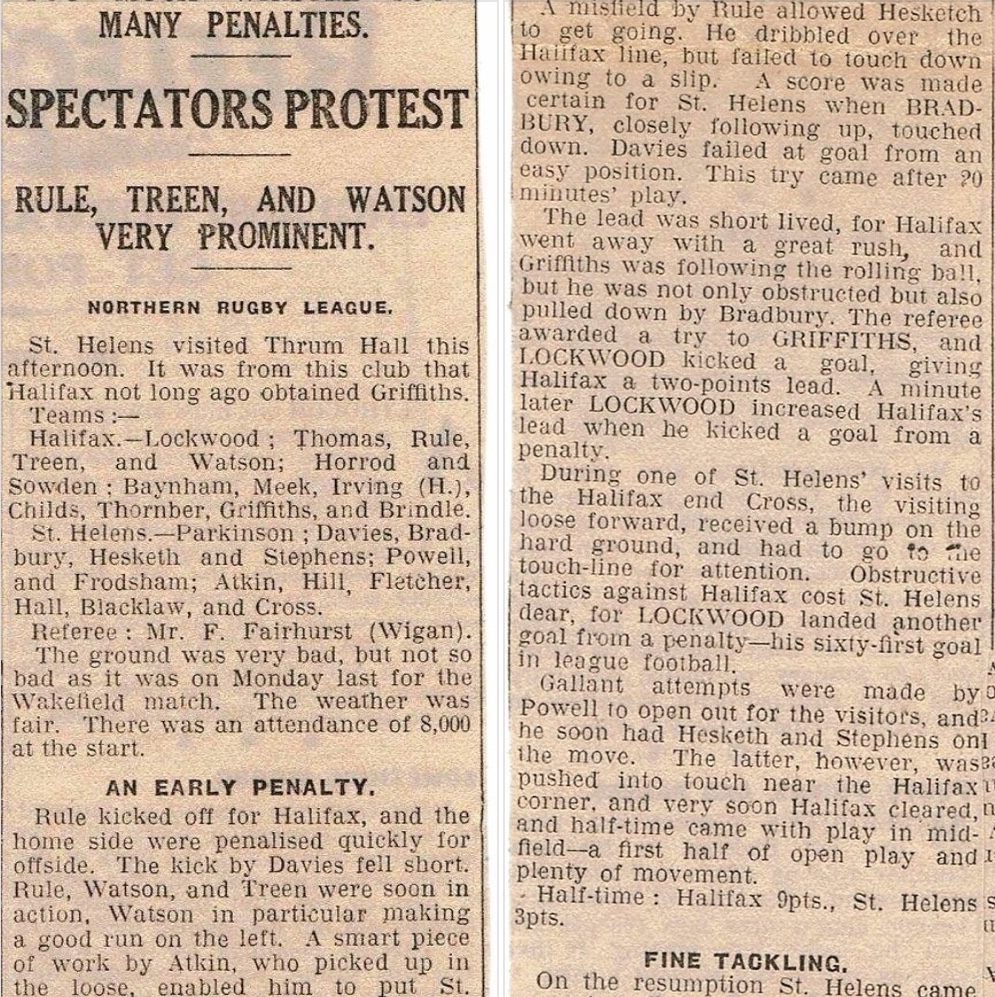 MANY PENALTIES.
SPECTATORS PROTEST
RULE, TREEN, AND WATSON
VERY PROMINENT.
NORTHERN RUGBY LEAGUE.
St. Helens visited Thrum Hall this
afternoon. It was from this club that
Halifax not long ago obtained Griffiths.
Teams :—
Halifax.—Lockwood ; Thomas, Rule,
Treen, and Watson; Horrod and
Sowden ; Baynham, Meek, Irving (H.),
Childs, Thornber, Griffiths, and Brindle.
St. Helens.—Parkinson ; Davies, Brad-
bury, Hesketh and Stephens; Powell,
and Frodsham; Atkin, Hill, Fletcher,
Hall, Blacklaw, and Cross.
Referee : Mr. F. Fairhurst (Wigan).
The ground was very bad, but not so
bad as it was on Monday last for the
Wakefield match. The weather was
fair. There was an attendance of 8,000
at the start.
AN EARLY PENALTY.
Rule kicked off for Halifax, and the
home side were penalised quickly for
offside. The kick by Davies fell short.
Rule, Watson, and Treen were soon in
action, Watson in particular making
a good run on the left. A smart piece
of work by Atkin, who picked up in
the loose, enabled him to put St.
A misfield by Rule allowed Hesketch
to get going. He dribbled over the
Halifax line, but failed to touch down
owing to a slip. A score was made
certain for St. Helens when BRAD-
BURY, closely following up, touched
down. Davies failed at goal from an
easy position. This try came after 20
minutes' play.
The lead was short lived, for Halifax
went away with a great rush, and
Griffiths was following the rolling ball,
but he was not only obstructed but also
pulled down by Bradbury. The referee
awarded a try to GRIFFITHS, and
LOCKWOOD kicked a goal, giving
Halifax a two-points lead. A minute
later LOCKWOOD increased Halifax's
lead when he kicked a goal from a
penalty.
During one of St. Helens' visits to
the Halifax end Cross, the visiting
loose forward, received a bump on the
hard ground, and had to go to the
touch-line for attention. Obstructive
tactics against Halifax cost St. Helens
dear, for LOCKWOOD landed another
goal from a penalty—his sixty-first goal
in league football.
Gallant attempts were made by
Powell to open out for the visitors, and
he soon had Hesketh and Stephens on
the move. The latter, however, was
pushed into touch near the Halifax
corner, and very soon Halifax cleared,
and half-time came with play in mid-
field—a first half of open play and
plenty of movement.
Half-time : Halifax 9pts., St. Helens
3pts.
FINE TACKLING.
On the resumption St. Helens came